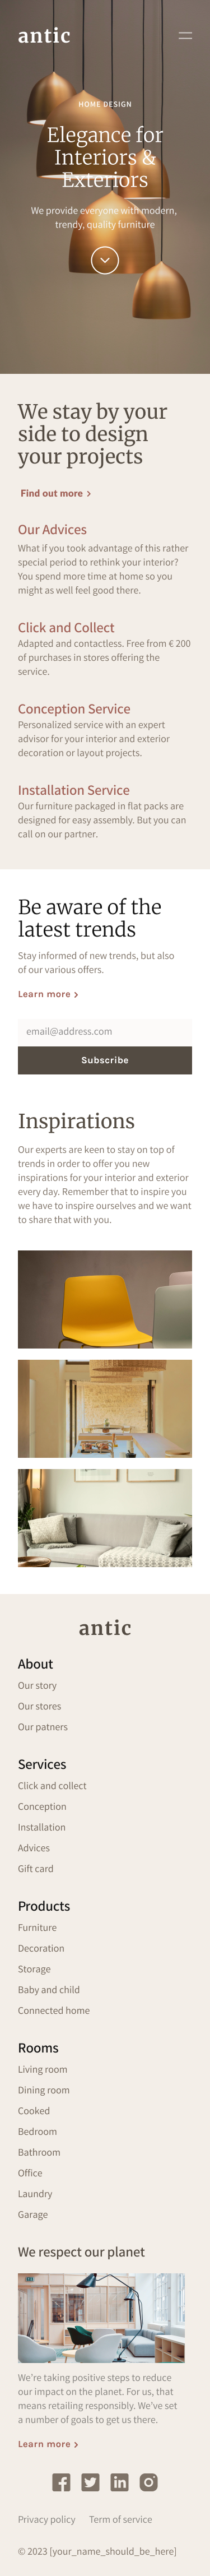 antic
HOME DESIGN
Elegance for
Interiors &
Exteriors
We provide everyone with modern,
trendy, quality furniture
We stay by your
side to design
your projects
Find out more
Our Advices
What if you took advantage of this rather
special period to rethink your interior?
You spend more time at home so you
might as well feel good there.
Click and Collect
Adapted and contactless. Free from € 200
of purchases in stores offering the
service.
Conception Service
Personalized service with an expert
advisor for your interior and exterior
decoration or layout projects.
Installation Service
Our furniture packaged in flat packs are
designed for easy assembly. But you can
call on our partner.
Be aware of the
latest trends
Stay informed of new trends, but also
of our various offers.
Learn more
email@address.com
Subscribe
Inspirations
Our experts are keen to stay on top of
trends in order to offer you new
inspirations for your interior and exterior
every day. Remember that to inspire you
we have to inspire ourselves and we want
to share that with you.
antic
About
Our story
Our stores
Our patners
Services
Click and collect
Conception
Installation
Advices
Gift card
Products
Furniture
Decoration
Storage
Baby and child
Connected home
Rooms
Living room
Dining room
Cooked
Bedroom
Bathroom
Office
Laundry
Garage
We respect our planet
We're taking positive steps to reduce
our impact on the planet. For us, that
means retailing responsibly. We've set
a number of goals to get us there.
Learn more
Privacy policy Term of service
© 2023 [your_name_should_be_here]